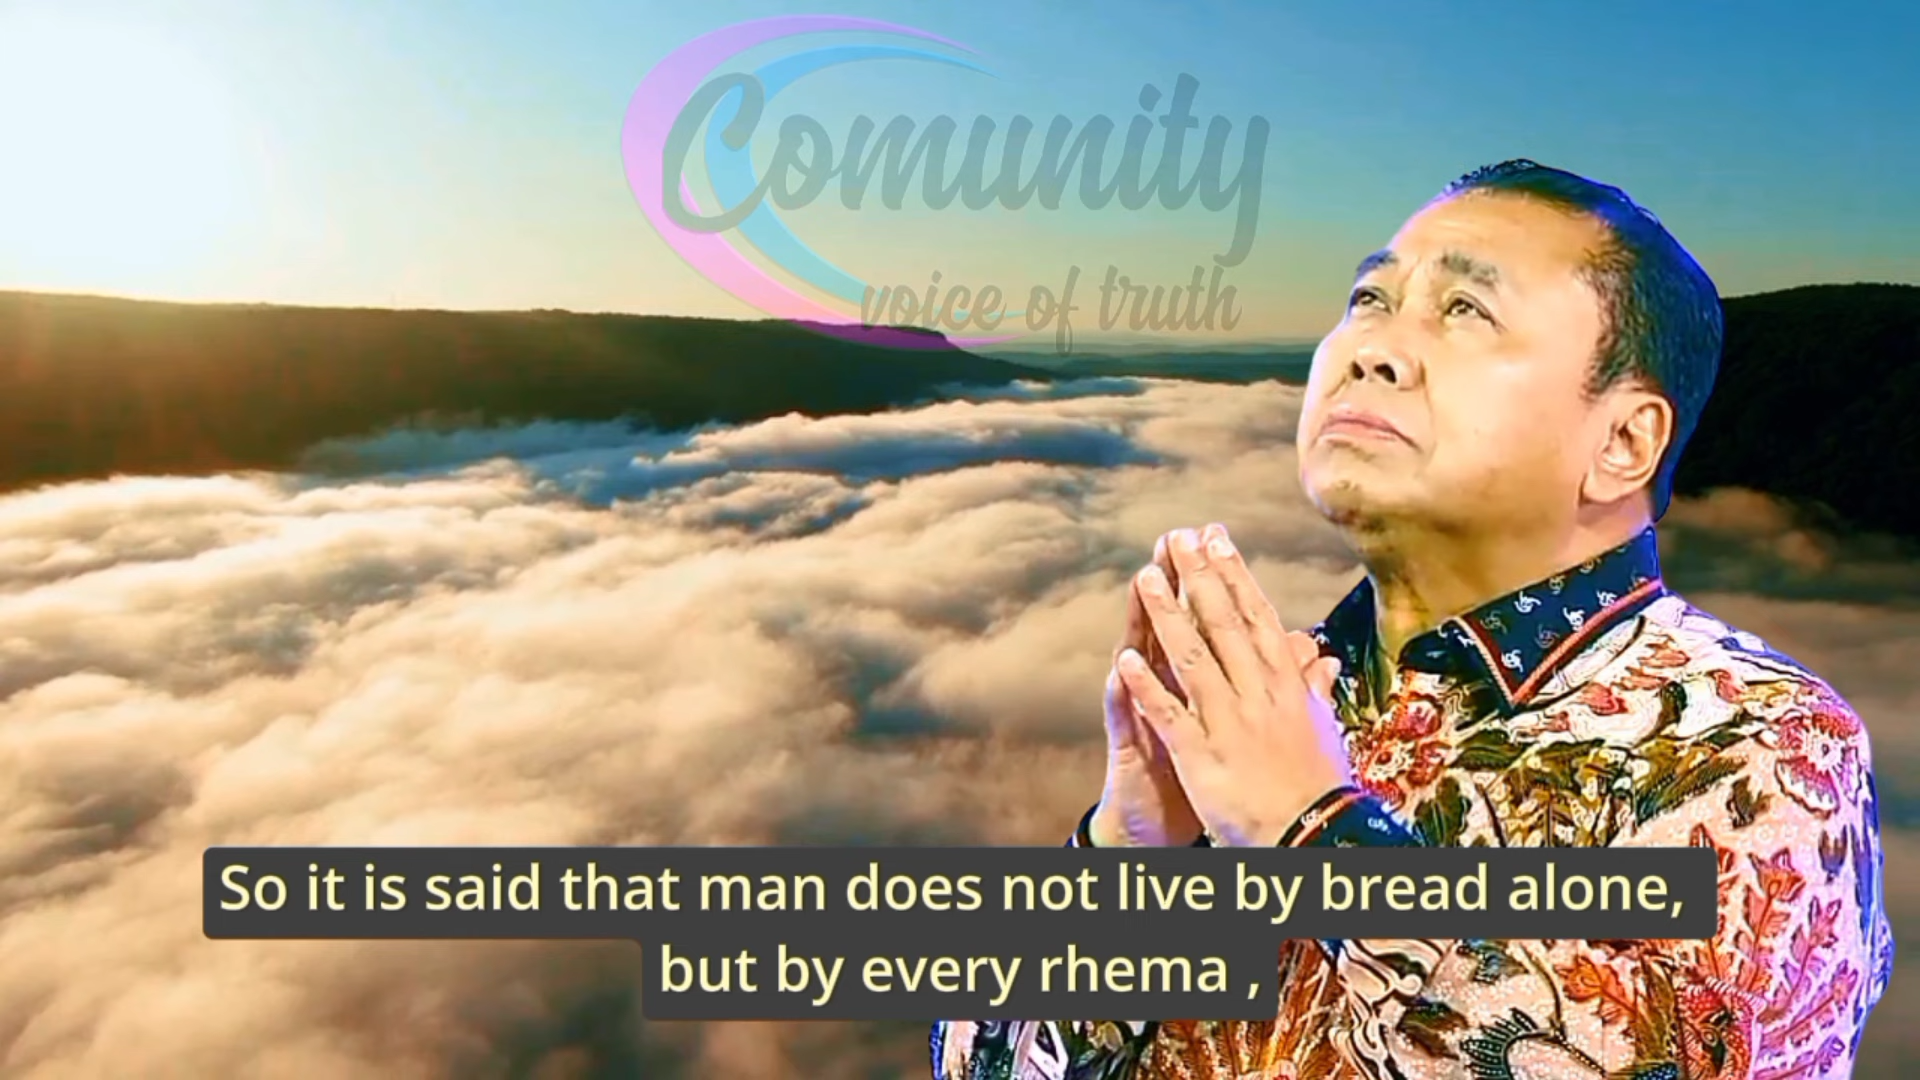 Comunity
voice of truth
So it is said that man does not live by bread alone,
but by every rhema ,